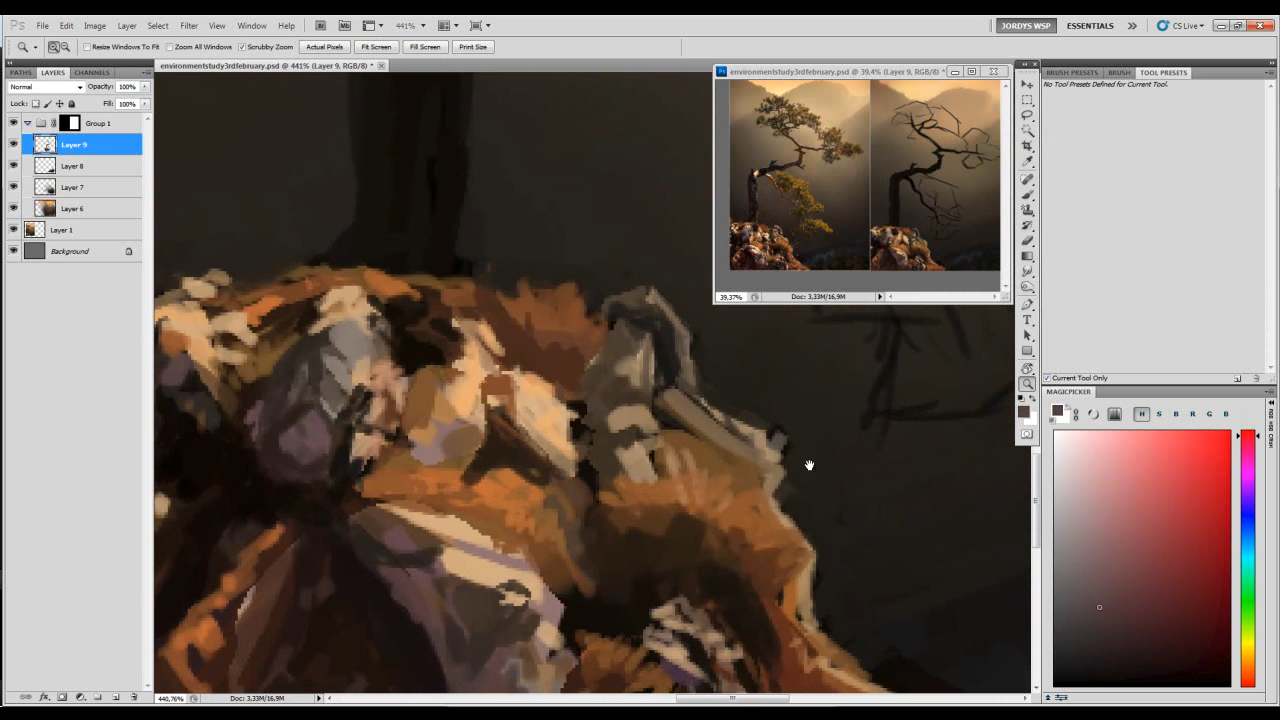 Ps File Edit Image Layer Select Filter View Window Help Br Mb 441% JORDYS WSP ESSENTIALS CS Live
Resize Windows To Fit Zoom All Windows Scrubby Zoom Actual Pixels Fit Screen Fill Screen Print Size
PATHS LAYERS CHANNELS
environmentstudy3rdfebruary.psd @ 441% (Layer 9, RGB/8) *
Normal Opacity: 100%
Lock: Fill: 100%
Group 1
Layer 9
Layer 8
Layer 7
Layer 6
Layer 1
Background
440,76% Doc: 3,33M/16,9M
Ps environmentstudy3rdfebruary.psd @ 39,4% (Layer 9, RGB/8) *
39,37% Doc: 3,33M/16,9M
BRUSH PRESETS BRUSH TOOL PRESETS
No Tool Presets Defined for Current Tool.
Current Tool Only
MAGICPICKER
H S B R G B